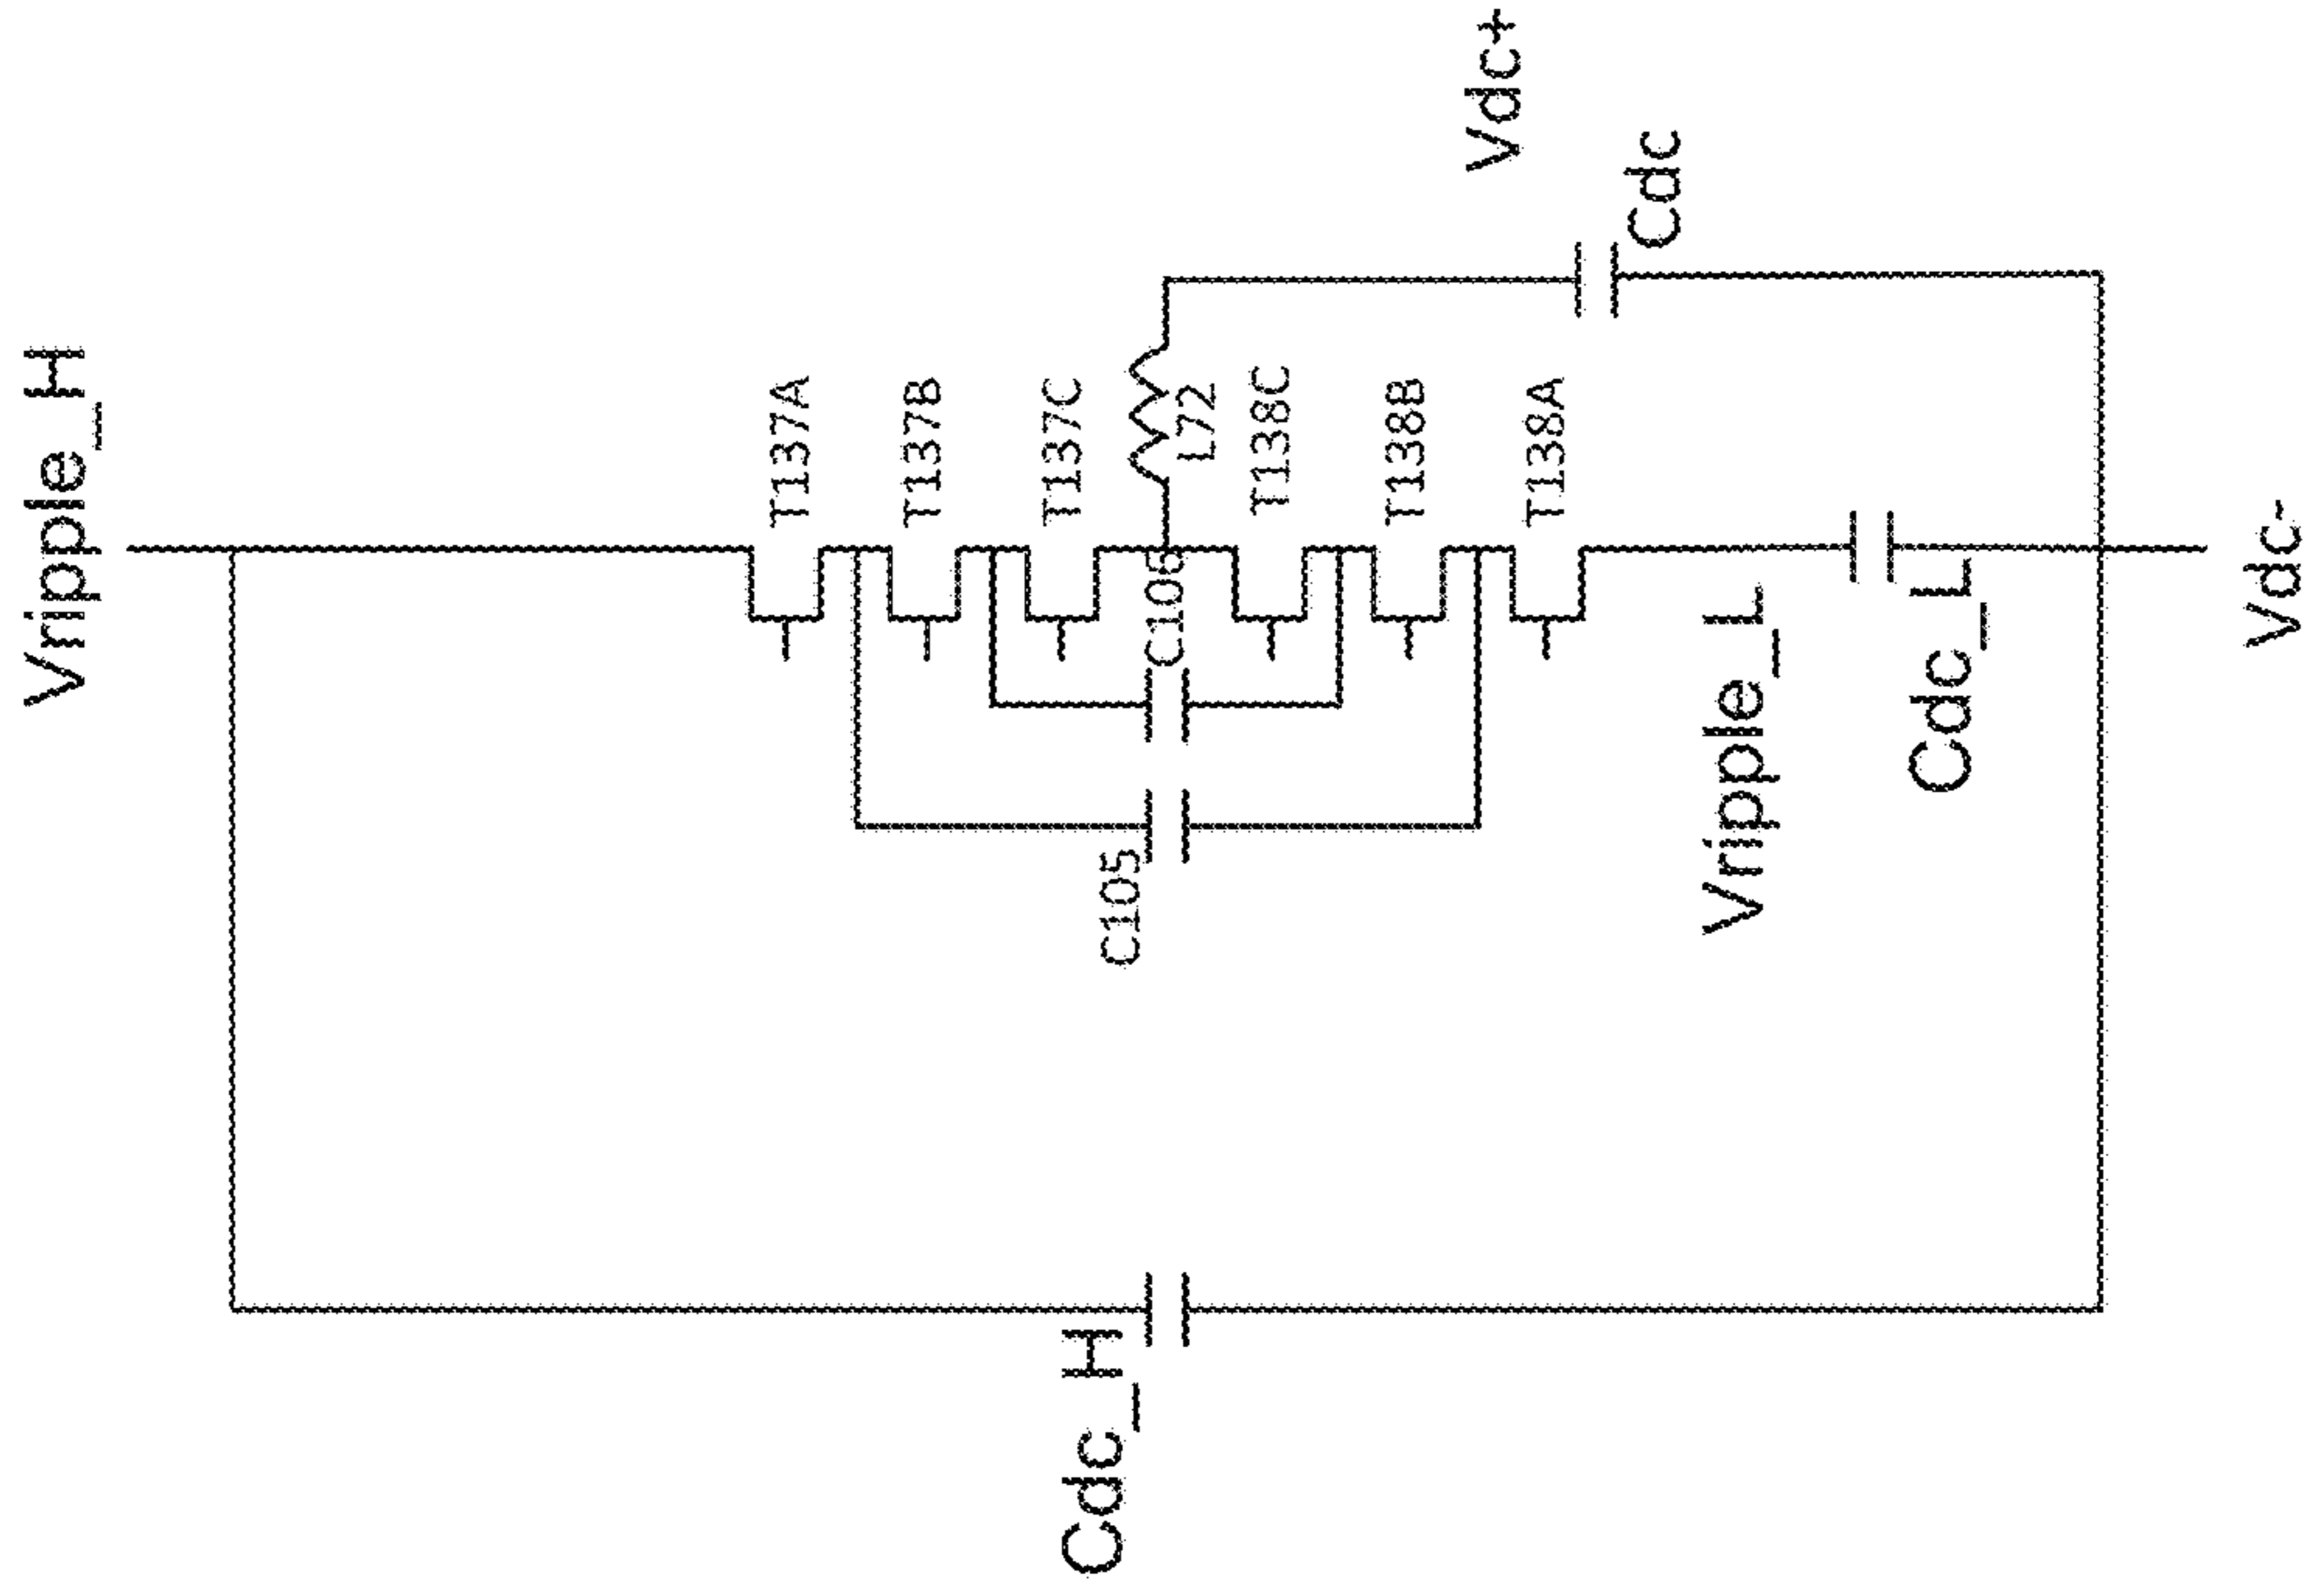 Vripple_H
T137A
T137B
T137C
L72
T138C
T138B
T138A
C106
C105
Vdc+
Cdc
Vripple_L
Cdc_L
Cdc_H
Vdc-